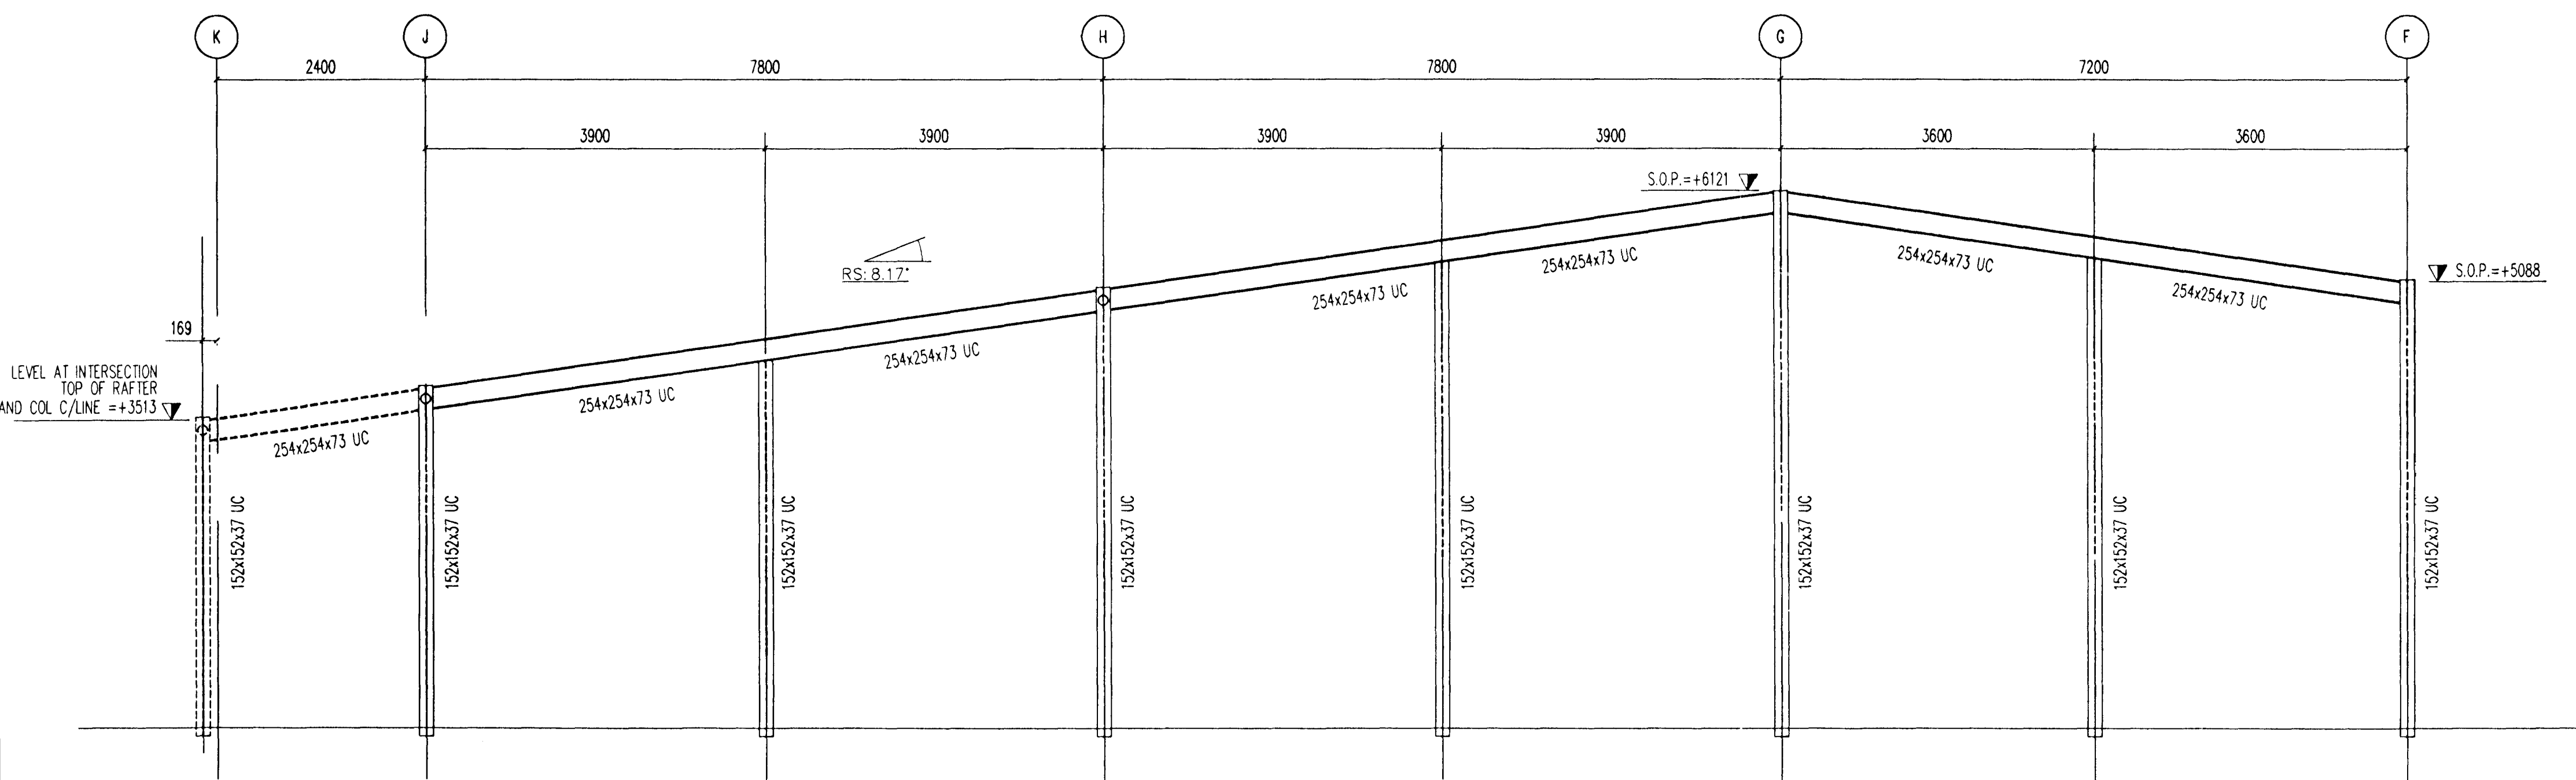 K
J
H
G
F
2400
7800
7800
7200
3900
3900
3900
3900
3600
3600
S.O.P.=+6121
RS: 8.17°
S.O.P.=+5088
169
LEVEL AT INTERSECTION
TOP OF RAFTER
AND COL C/LINE =+3513
254x254x73 UC
254x254x73 UC
254x254x73 UC
254x254x73 UC
254x254x73 UC
254x254x73 UC
254x254x73 UC
152x152x37 UC
152x152x37 UC
152x152x37 UC
152x152x37 UC
152x152x37 UC
152x152x37 UC
152x152x37 UC
152x152x37 UC